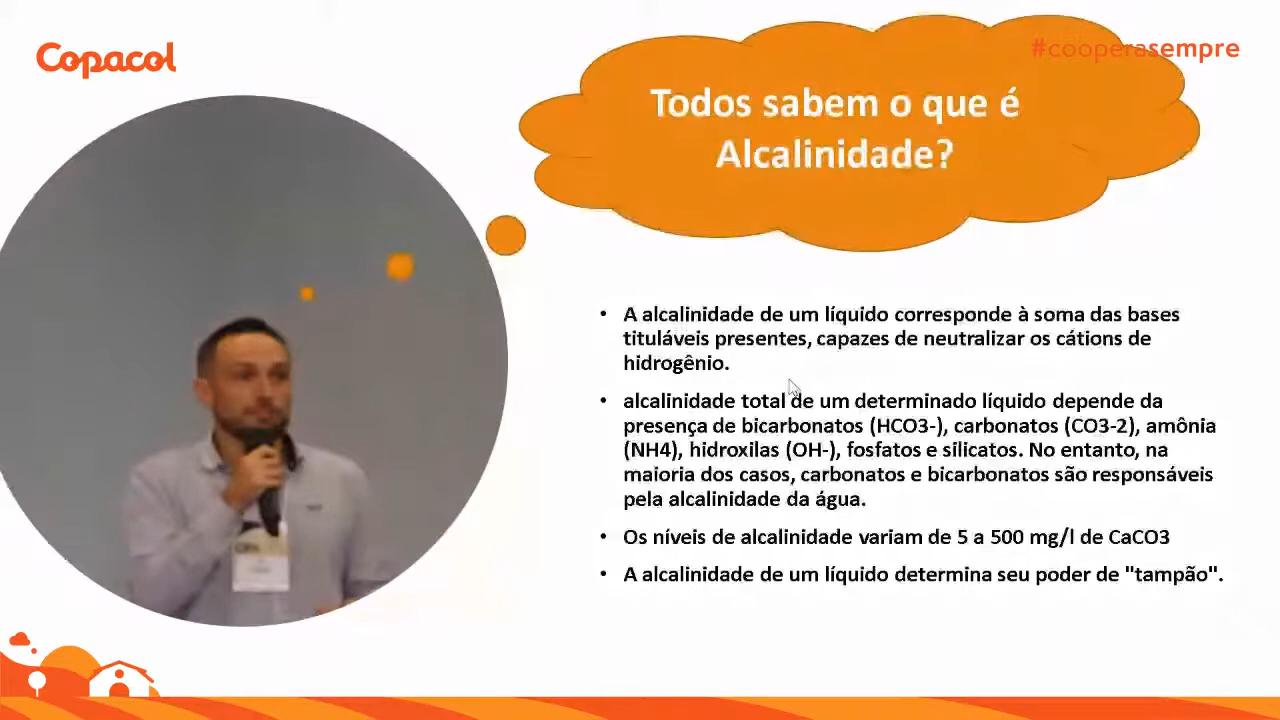 Copacol
#cooperasempre
Todos sabem o que é
Alcalinidade?
• A alcalinidade de um líquido corresponde à soma das bases
tituláveis presentes, capazes de neutralizar os cátions de
hidrogênio.
• alcalinidade total de um determinado líquido depende da
presença de bicarbonatos (HCO3-), carbonatos (CO3-2), amônia
(NH4), hidroxilas (OH-), fosfatos e silicatos. No entanto, na
maioria dos casos, carbonatos e bicarbonatos são responsáveis
pela alcalinidade da água.
• Os níveis de alcalinidade variam de 5 a 500 mg/l de CaCO3
• A alcalinidade de um líquido determina seu poder de "tampão".